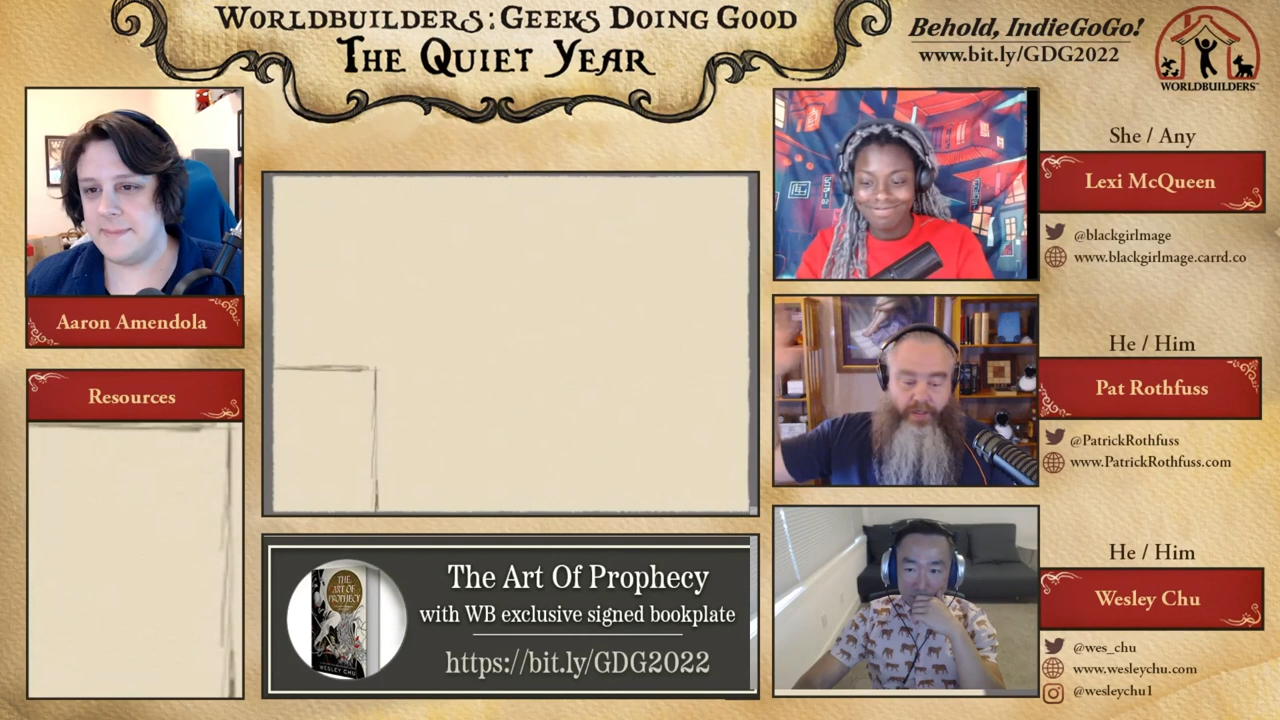 Worldbuilders: Geeks Doing Good
The Quiet Year
Behold, IndieGoGo!
www.bit.ly/GDG2022
WORLDBUILDERS
Aaron Amendola
Resources
She / Any
Lexi McQueen
@blackgirlmage
www.blackgirlmage.carrd.co
He / Him
Pat Rothfuss
@PatrickRothfuss
www.PatrickRothfuss.com
He / Him
Wesley Chu
@wes_chu
www.wesleychu.com
@wesleychu1
THE
ART OF
PROPHECY
WESLEY CHU
The Art Of Prophecy
with WB exclusive signed bookplate
https://bit.ly/GDG2022